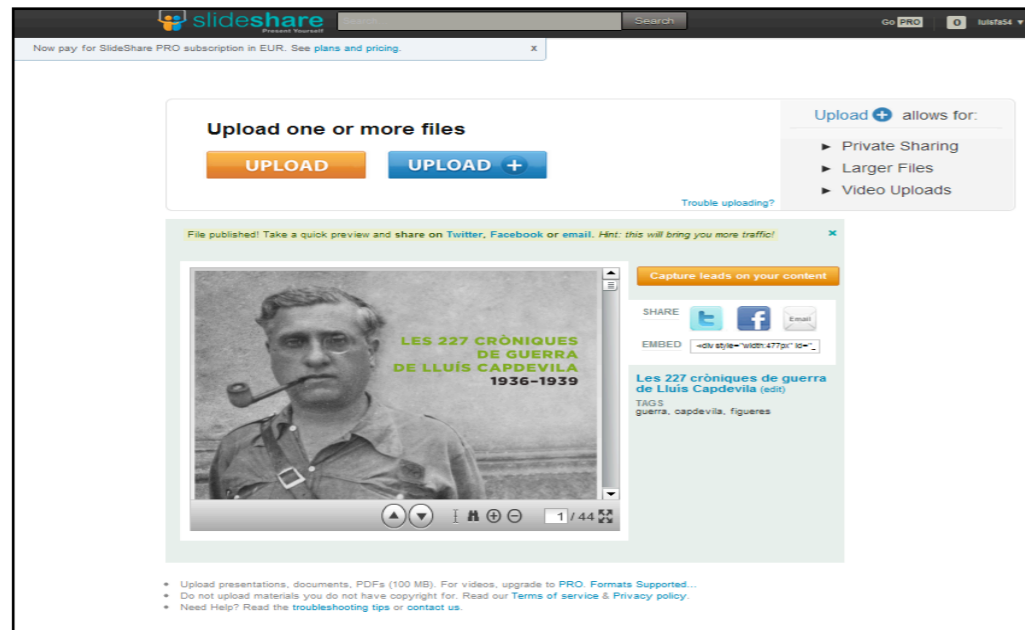 slideshare
Present Yourself
Search
Search
Go PRO
0
luisfa54
Now pay for SlideShare PRO subscription in EUR. See plans and pricing.
x
Upload one or more files
UPLOAD
UPLOAD +
Trouble uploading?
Upload + allows for:
► Private Sharing
► Larger Files
► Video Uploads
File published! Take a quick preview and share on Twitter, Facebook or email. Hint: this will bring you more traffic!
x
LES 227 CRÒNIQUES
DE GUERRA
DE LLUÍS CAPDEVILA
1936–1939
1 / 44
Capture leads on your content
SHARE
t
f
Email
EMBED
<div style="width:477px" id="_
Les 227 cròniques de guerra
de Lluís Capdevila (edit)
TAGS
guerra, capdevila, figueres
• Upload presentations, documents, PDFs (100 MB). For videos, upgrade to PRO. Formats Supported...
• Do not upload materials you do not have copyright for. Read our Terms of service & Privacy policy.
• Need Help? Read the troubleshooting tips or contact us.